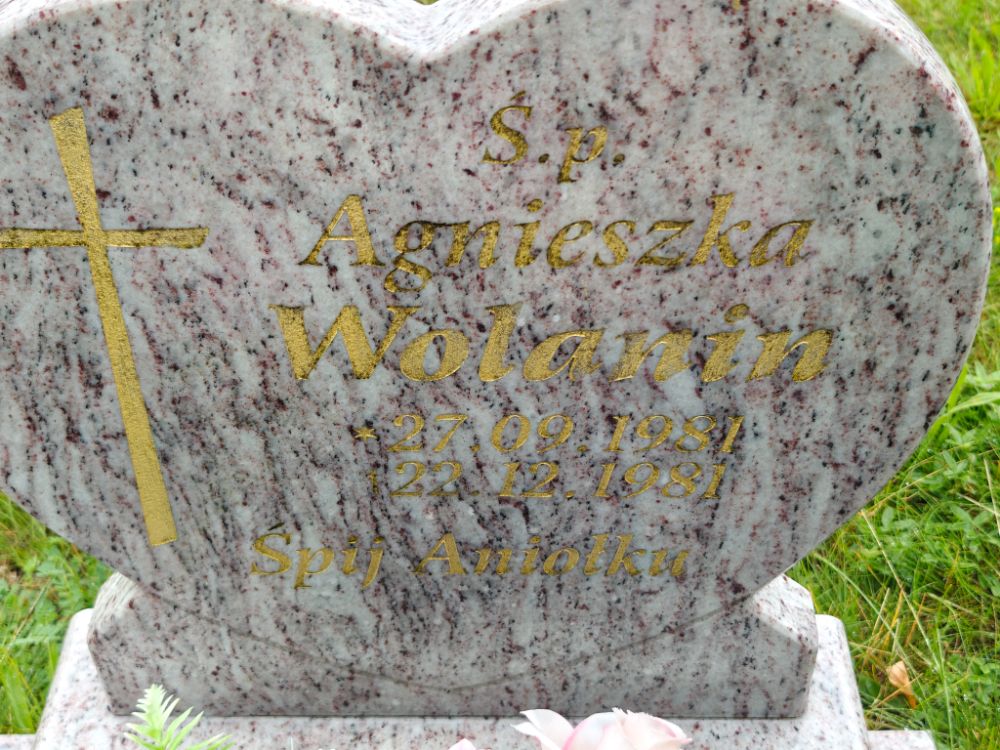 Ś.p.
Agnieszka
Wolanin
*27.09.1981
†22.12.1981
Śpij Aniołku